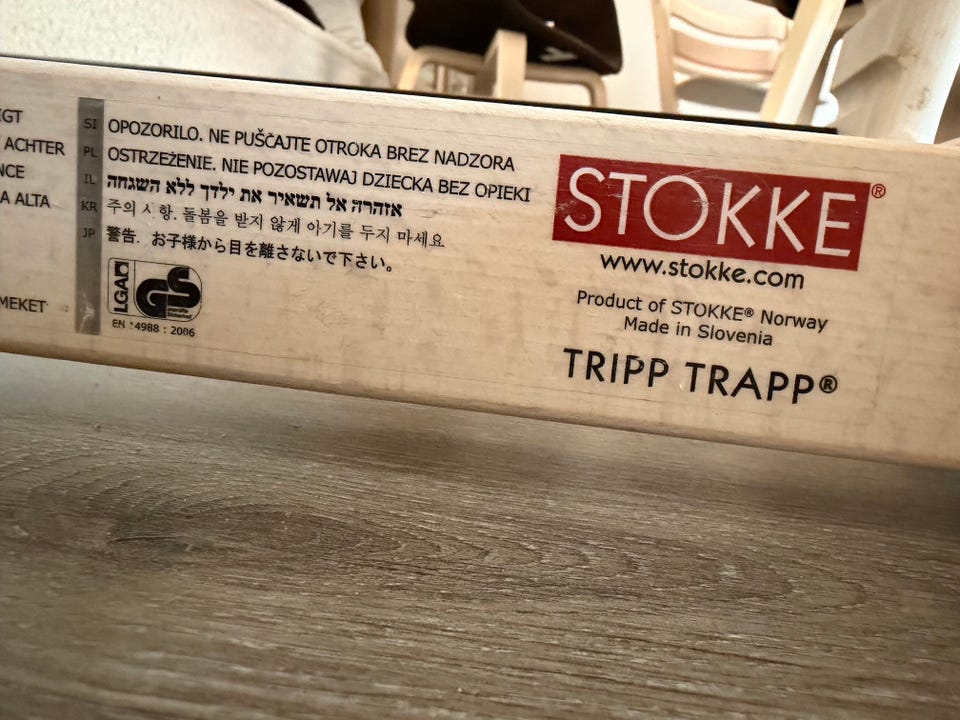 GT
ACHTER
NCE
A ALTA
MEKET
SI OPOZORILO. NE PUŠČAJTE OTROKA BREZ NADZORA
PL OSTRZEŻENIE. NIE POZOSTAWAJ DZIECKA BEZ OPIEKI
IL אזהרה אל תשאיר את ילדך ללא השגחה
KR 주의 사 항. 돌봄을 받지 않게 아기를 두지 마세요
JP 警告. お子様から目を離さないで下さい。
LGA
GS
geprüfte Sicherheit
EN 14988 : 2006
STOKKE®
www.stokke.com
Product of STOKKE® Norway
Made in Slovenia
TRIPP TRAPP®